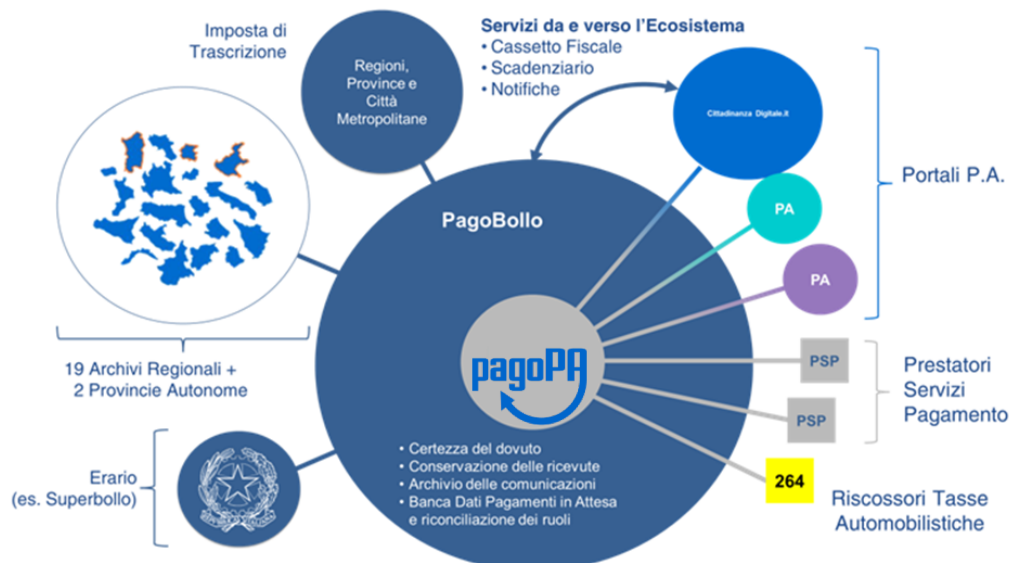 Imposta di
Trascrizione
Regioni,
Province e
Città
Metropolitane
Servizi da e verso l'Ecosistema
• Cassetto Fiscale
• Scadenziario
• Notifiche
Cittadinanza Digitale.it
Portali P.A.
PA
PA
PagoBollo
pagoPA
19 Archivi Regionali +
2 Provincie Autonome
PSP
PSP
Prestatori
Servizi
Pagamento
Erario
(es. Superbollo)
• Certezza del dovuto
• Conservazione delle ricevute
• Archivio delle comunicazioni
• Banca Dati Pagamenti in Attesa
e riconciliazione dei ruoli
264
Riscossori Tasse
Automobilistiche